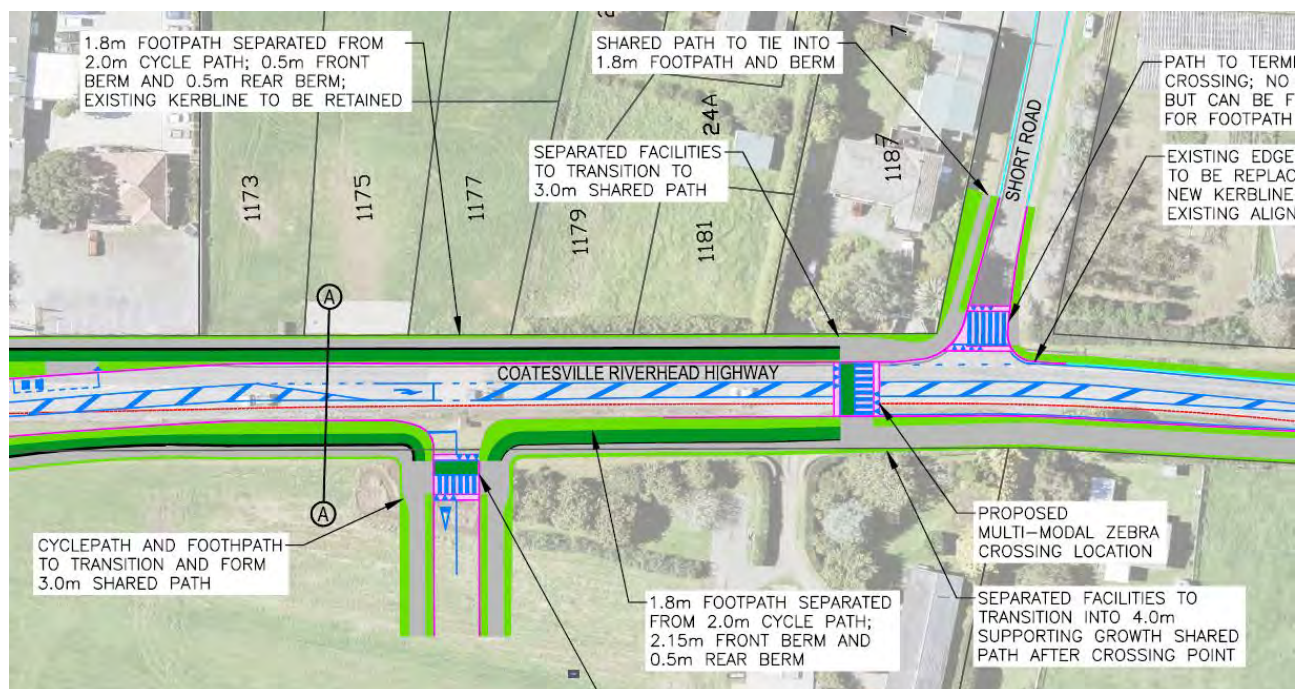 1.8m FOOTPATH SEPARATED FROM
2.0m CYCLE PATH; 0.5m FRONT
BERM AND 0.5m REAR BERM;
EXISTING KERBLINE TO BE RETAINED
SHARED PATH TO TIE INTO
1.8m FOOTPATH AND BERM
7
PATH TO TERMI
CROSSING; NO
BUT CAN BE F
FOR FOOTPATH
24A
SEPARATED FACILITIES
TO TRANSITION TO
3.0m SHARED PATH
1187
SHORT ROAD
EXISTING EDGE
TO BE REPLAC
NEW KERBLINE
EXISTING ALIGN
1173
1175
1177
1179
1181
A
COATESVILLE RIVERHEAD HIGHWAY
A
CYCLEPATH AND FOOTHPATH
TO TRANSITION AND FORM
3.0m SHARED PATH
PROPOSED
MULTI-MODAL ZEBRA
CROSSING LOCATION
1.8m FOOTPATH SEPARATED
FROM 2.0m CYCLE PATH;
2.15m FRONT BERM AND
0.5m REAR BERM
SEPARATED FACILITIES TO
TRANSITION INTO 4.0m
SUPPORTING GROWTH SHARED
PATH AFTER CROSSING POINT